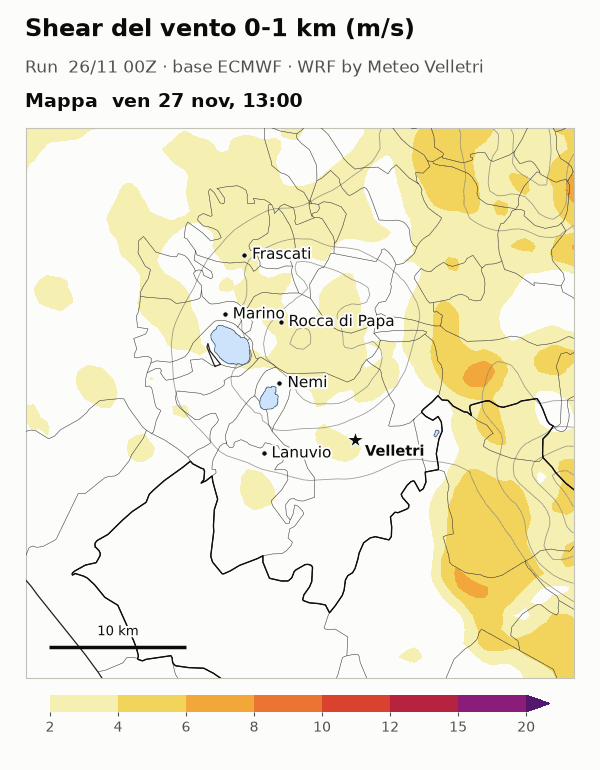 Shear del vento 0-1 km (m/s)
Run  26/11 00Z · base ECMWF · WRF by Meteo Velletri
Mappa  ven 27 nov, 13:00
Frascati
Marino
Rocca di Papa
Nemi
Velletri
Lanuvio
10 km
2 4 6 8 10 12 15 20